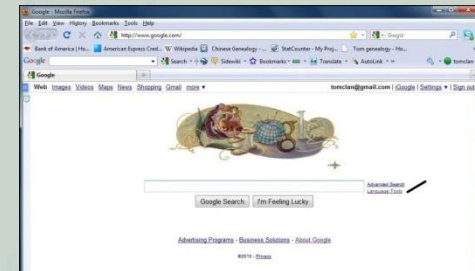 Google - Mozilla Firefox
File Edit View History Bookmarks Tools Help
http://www.google.com/ Google
Bank of America | Ho... American Express Cred... Wikipedia Chinese Genealogy - ... StatCounter - My Proj... Tom genealogy - Ho...
Google Search Sidewiki Bookmarks Translate AutoLink tomclan
Google
Web Images Videos Maps News Shopping Gmail more ▼ tomclan@gmail.com | iGoogle | Settings ▼ | Sign out
Advanced Search
Language Tools
Google Search I'm Feeling Lucky
Advertising Programs - Business Solutions - About Google
©2010 - Privacy